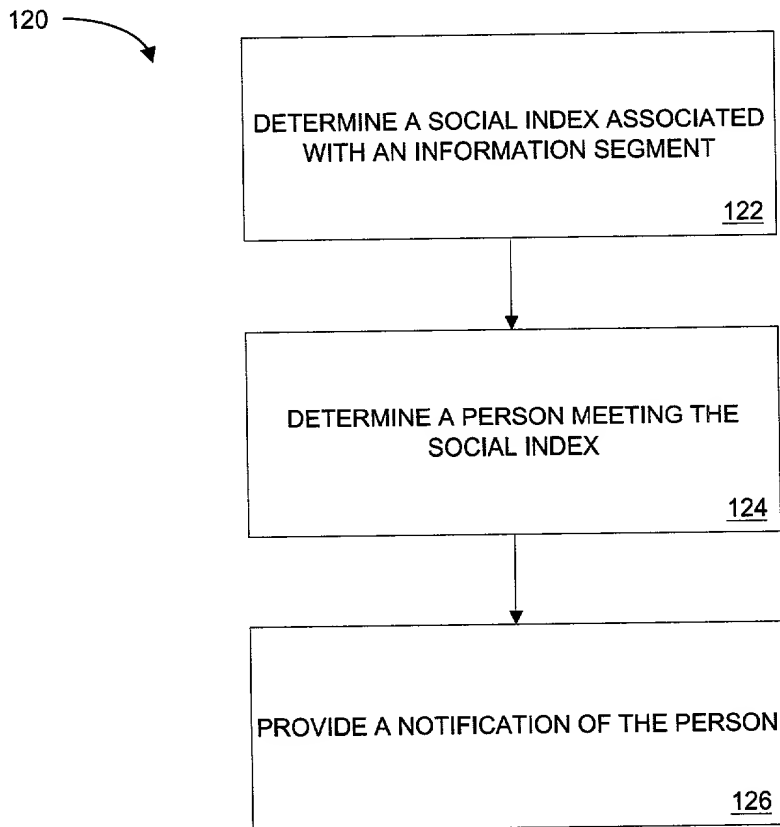 120
DETERMINE A SOCIAL INDEX ASSOCIATED
WITH AN INFORMATION SEGMENT
122
DETERMINE A PERSON MEETING THE
SOCIAL INDEX
124
PROVIDE A NOTIFICATION OF THE PERSON
126